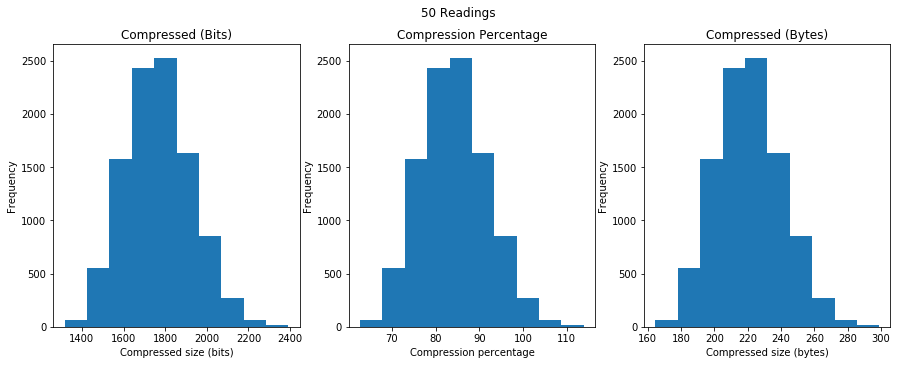 50 Readings
Compressed (Bits)
Frequency
2500
2000
1500
1000
500
0
1400 1600 1800 2000 2200 2400
Compressed size (bits)
Compression Percentage
Frequency
2500
2000
1500
1000
500
0
70 80 90 100 110
Compression percentage
Compressed (Bytes)
Frequency
2500
2000
1500
1000
500
0
160 180 200 220 240 260 280 300
Compressed size (bytes)